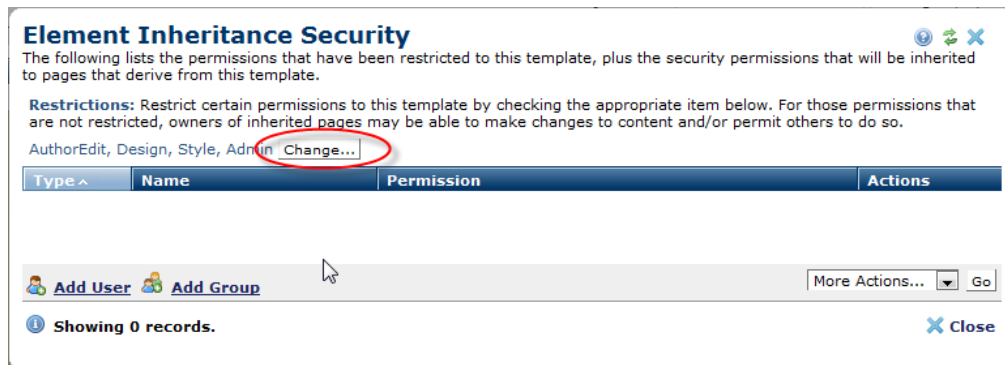 Element Inheritance Security
The following lists the permissions that have been restricted to this template, plus the security permissions that will be inherited
to pages that derive from this template.
Restrictions: Restrict certain permissions to this template by checking the appropriate item below. For those permissions that
are not restricted, owners of inherited pages may be able to make changes to content and/or permit others to do so.
AuthorEdit, Design, Style, Admin Change...
Type Name Permission Actions
Add User Add Group More Actions... Go
Showing 0 records. Close